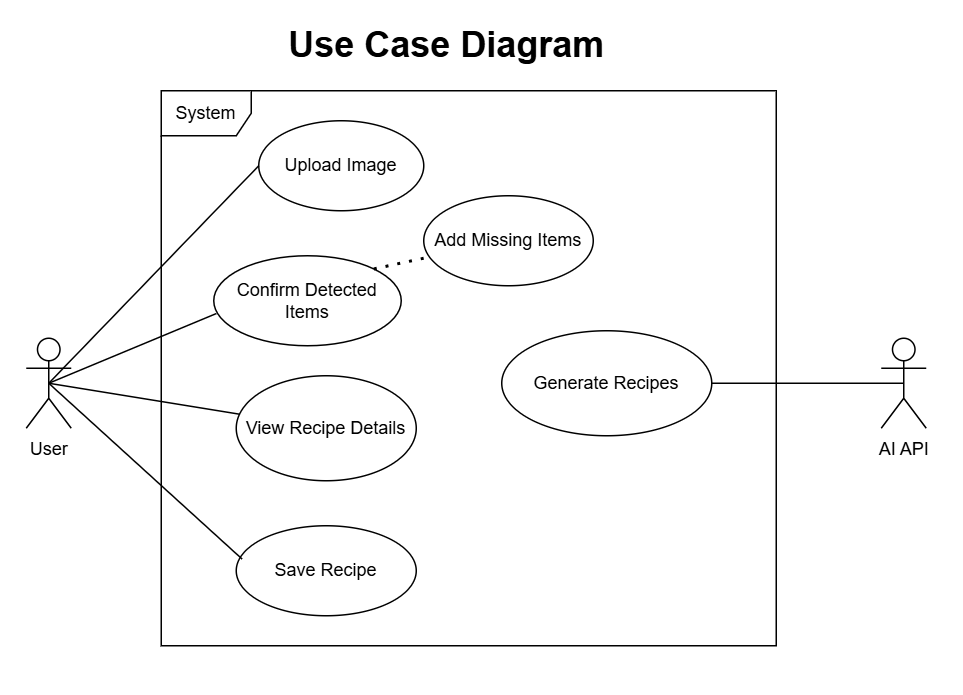 Use Case Diagram
System
Upload Image
Add Missing Items
Confirm Detected
Items
Generate Recipes
View Recipe Details
User
AI API
Save Recipe